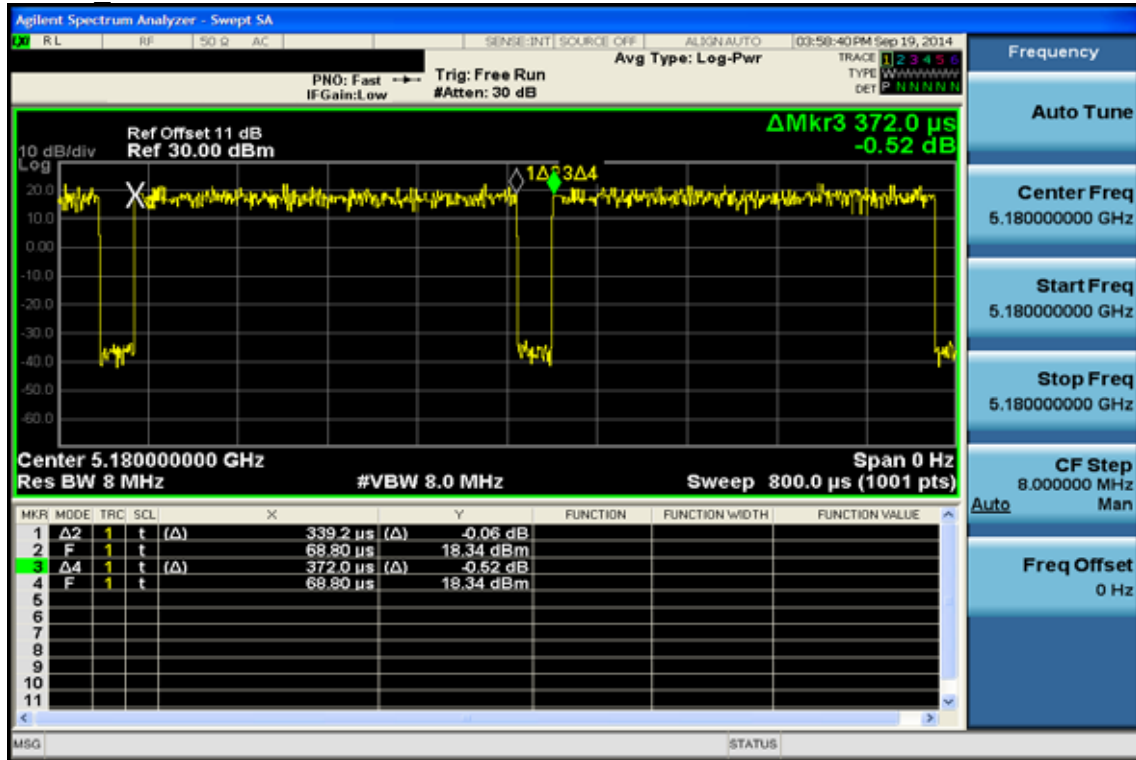 Agilent Spectrum Analyzer - Swept SA
RL RF 50 Ω AC SENSE:INT SOURCE OFF ALIGN AUTO 03:58:40 PM Sep 19, 2014
Frequency
PNO: Fast
IFGain:Low
Trig: Free Run
#Atten: 30 dB
Avg Type: Log-Pwr
TRACE 1 2 3 4 5 6
TYPE WWWWWWW
DET P N N N N N
Auto Tune
ΔMkr3 372.0 µs
-0.52 dB
Ref Offset 11 dB
10 dB/div Ref 30.00 dBm
Log
1Δ2 3Δ4
X
20.0
10.0
0.00
-10.0
-20.0
-30.0
-40.0
-50.0
-60.0
Center Freq
5.180000000 GHz
Start Freq
5.180000000 GHz
Stop Freq
5.180000000 GHz
Center 5.180000000 GHz Span 0 Hz
Res BW 8 MHz #VBW 8.0 MHz Sweep 800.0 µs (1001 pts)
CF Step
8.000000 MHz
Auto Man
Freq Offset
0 Hz
MKR MODE TRC SCL X Y FUNCTION FUNCTION WIDTH FUNCTION VALUE
1 Δ2 1 t (Δ) 339.2 µs (Δ) -0.06 dB
2 F 1 t 68.80 µs 18.34 dBm
3 Δ4 1 t (Δ) 372.0 µs (Δ) -0.52 dB
4 F 1 t 68.80 µs 18.34 dBm
5
6
7
8
9
10
11
MSG STATUS